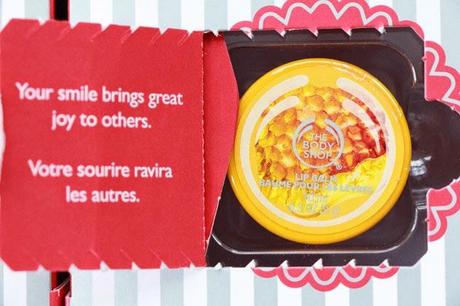 Your smile brings great
joy to others.
Votre sourire ravira
les autres.
THE
BODY
SHOP
LIP BALM
BAUME POUR LES LÈVRES